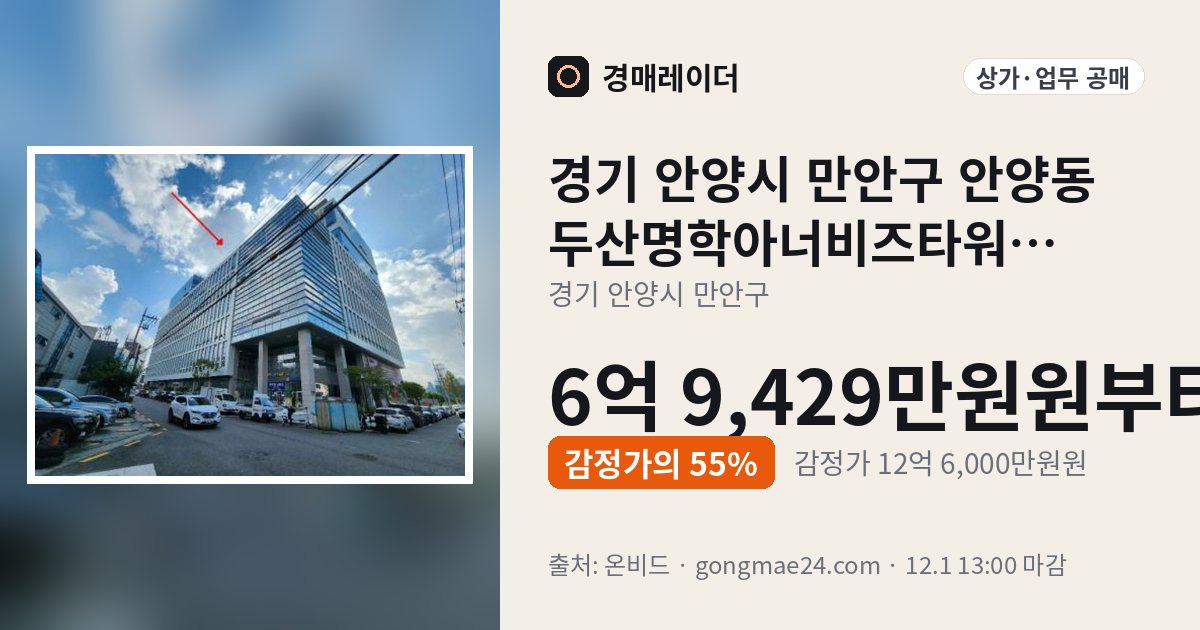 경매레이더
상가·업무 공매
경기 안양시 만안구 안양동
두산명학아너비즈타워…
경기 안양시 만안구
6억 9,429만원원부터
감정가의 55%
감정가 12억 6,000만원원
출처: 온비드 · gongmae24.com · 12.1 13:00 마감